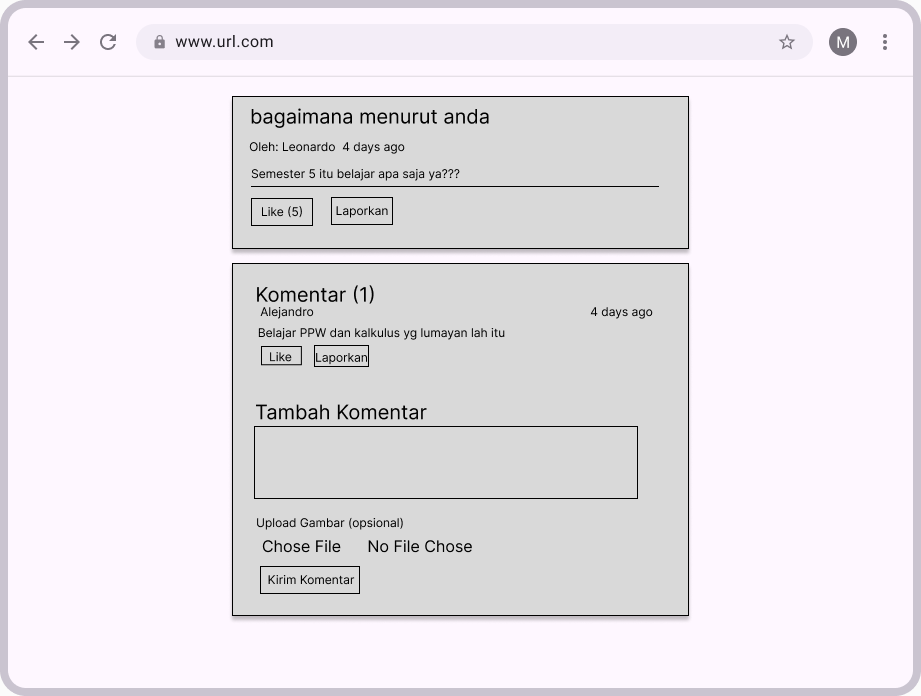 www.url.com
M
bagaimana menurut anda
Oleh: Leonardo 4 days ago
Semester 5 itu belajar apa saja ya???
Like (5) Laporkan
Komentar (1)
Alejandro 4 days ago
Belajar PPW dan kalkulus yg lumayan lah itu
Like Laporkan
Tambah Komentar
Upload Gambar (opsional)
Chose File No File Chose
Kirim Komentar